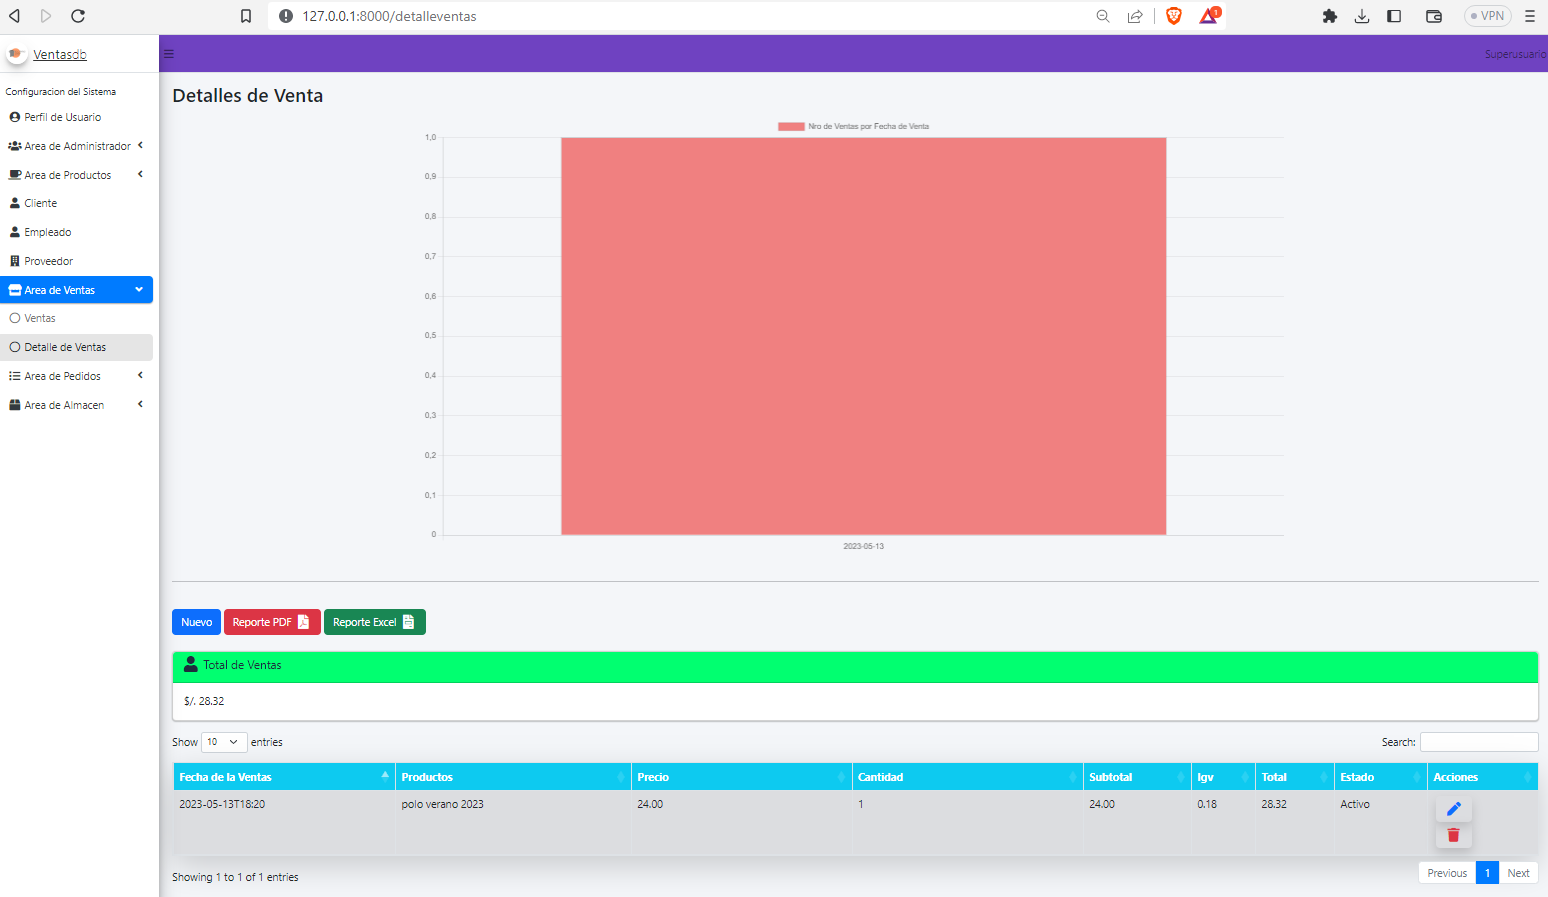 127.0.0.1:8000/detalleventas
1
VPN
Ventasdb
Superusuario
Configuracion del Sistema
Perfil de Usuario
Area de Administrador
Area de Productos
Cliente
Empleado
Proveedor
Area de Ventas
Ventas
Detalle de Ventas
Area de Pedidos
Area de Almacen
Detalles de Venta
Nro de Ventas por Fecha de Venta
1,0
0,9
0,8
0,7
0,6
0,5
0,4
0,3
0,2
0,1
0
2023-05-13
Nuevo Reporte PDF Reporte Excel
Total de Ventas
S/. 28.32
Show 10 entries Search:
Fecha de la Ventas Productos Precio Cantidad Subtotal Igv Total Estado Acciones
2023-05-13T18:20 polo verano 2023 24.00 1 24.00 0.18 28.32 Activo
Showing 1 to 1 of 1 entries Previous 1 Next